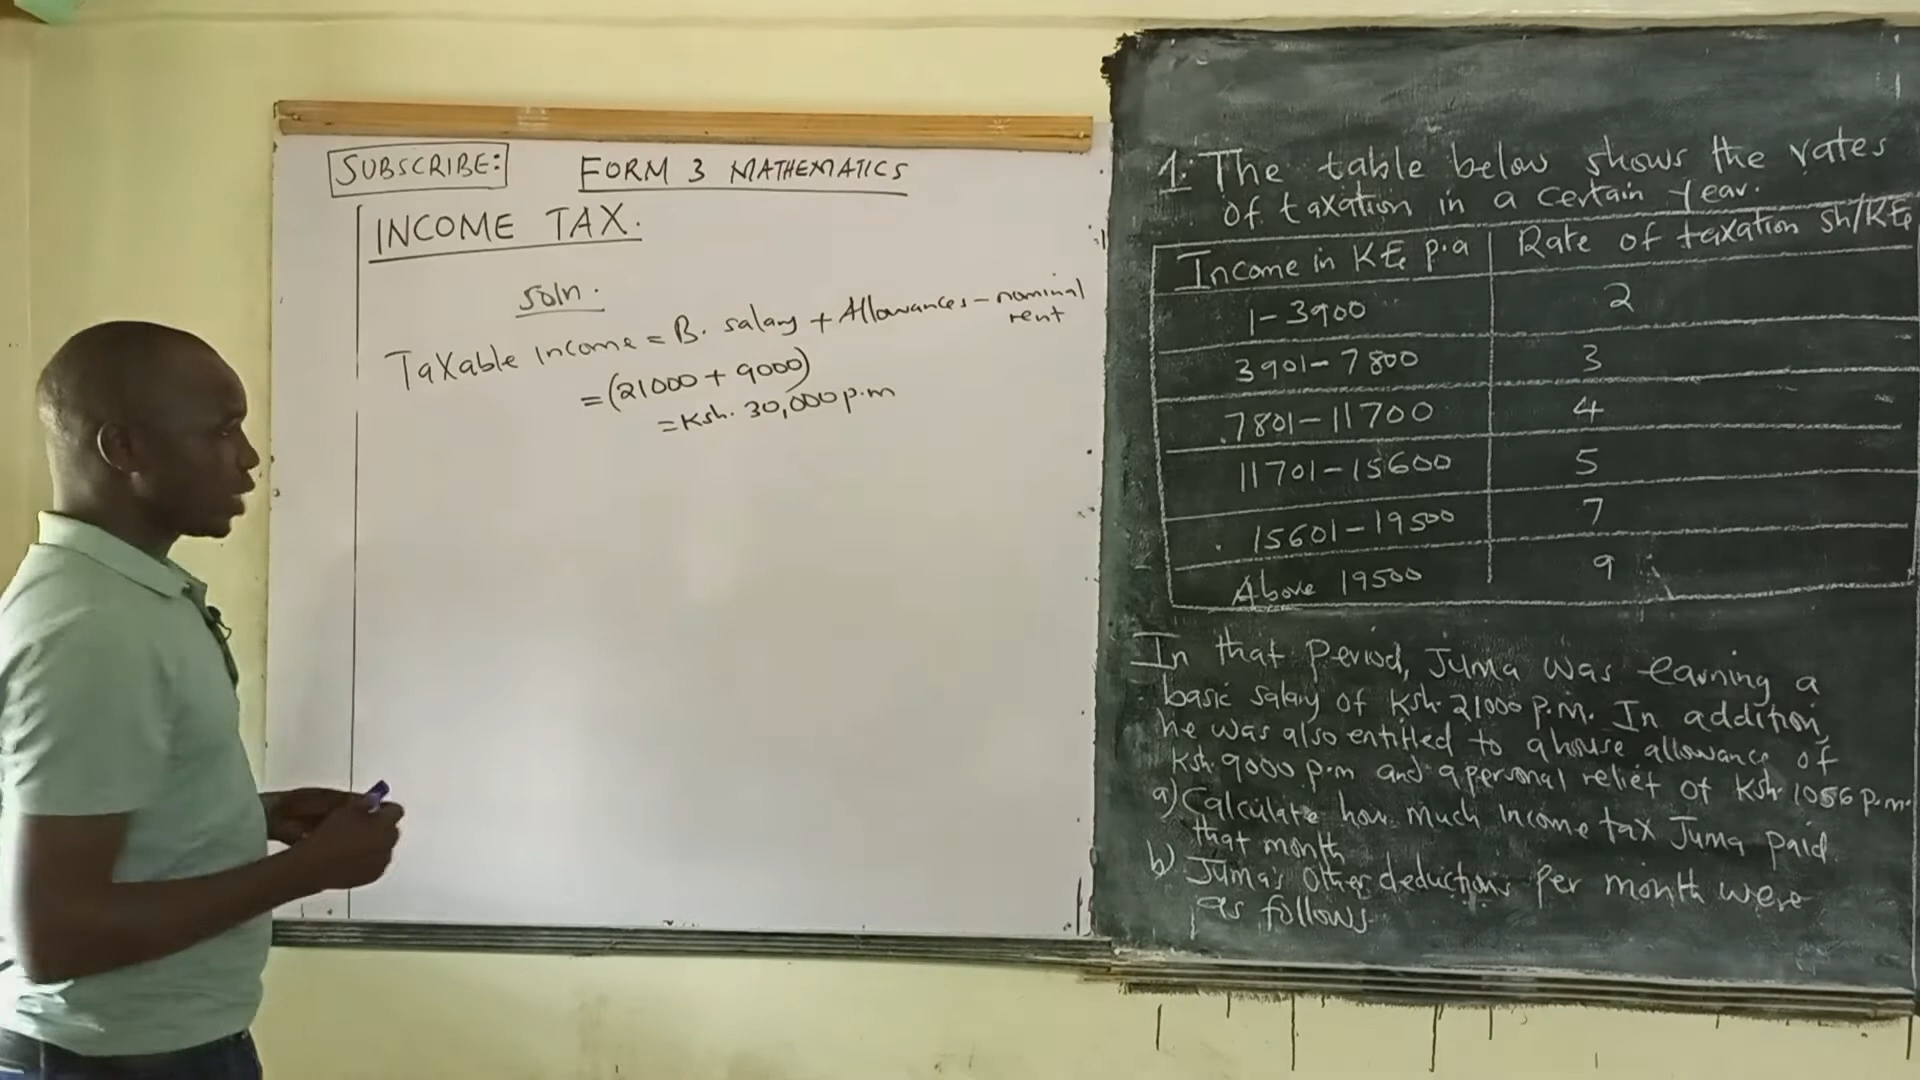 SUBSCRIBE: FORM 3 MATHEMATICS
INCOME TAX.
Soln.
Taxable income = B. salary + Allowances - nominal rent
= (21000 + 9000)
= Ksh. 30,000 p.m
1. The table below shows the rates
of taxation in a certain year.
Income in K£ p.a | Rate of taxation sh/K£
1-3900 2
3901-7800 3
7801-11700 4
11701-15600 5
15601-19500 7
Above 19500 9
In that period, Juma was earning a
basic salary of Ksh. 21000 P.M. In addition,
he was also entitled to a house allowance of
Ksh. 9000 p.m and a personal relief of Ksh. 1056 p.m.
a) Calculate how much income tax Juma paid
that month
b) Juma's other deductions per month were
as follows